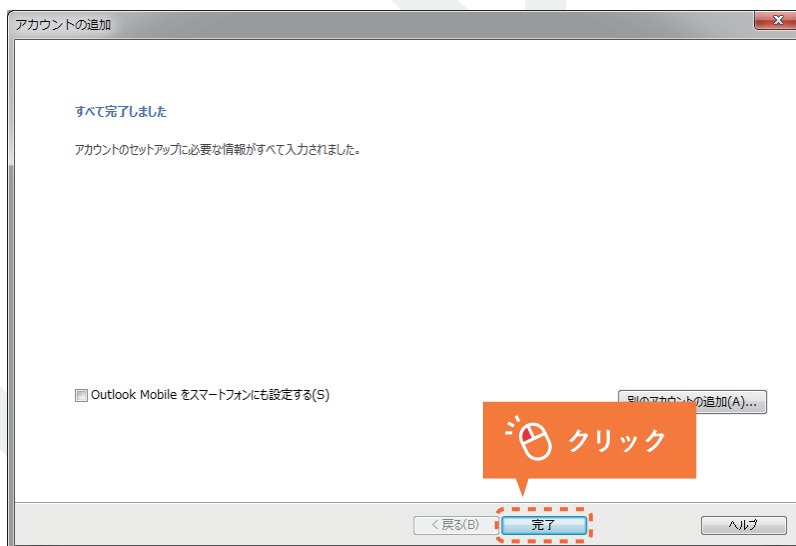 アカウントの追加
すべて完了しました
アカウントのセットアップに必要な情報がすべて入力されました。
Outlook Mobile をスマートフォンにも設定する(S)
別のアカウントの追加(A)...
クリック
< 戻る(B)
完了
ヘルプ